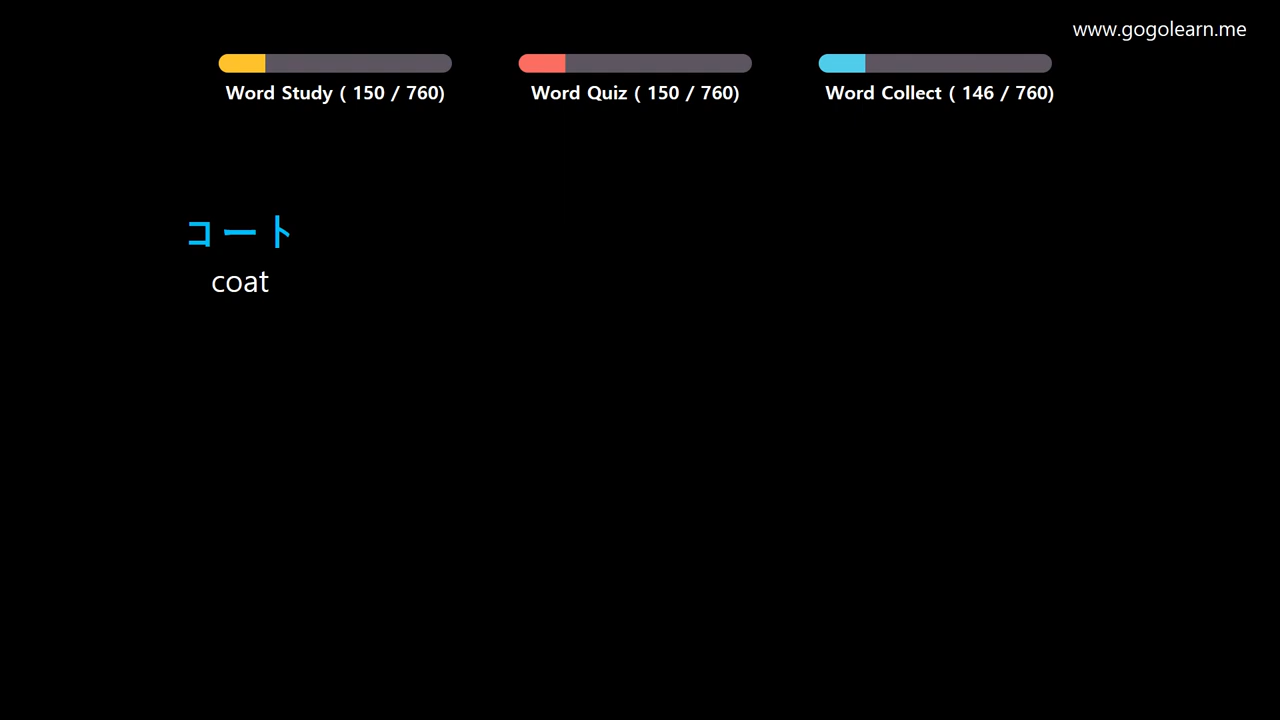 www.gogolearn.me
Word Study ( 150 / 760)
Word Quiz ( 150 / 760)
Word Collect ( 146 / 760)
コート
coat